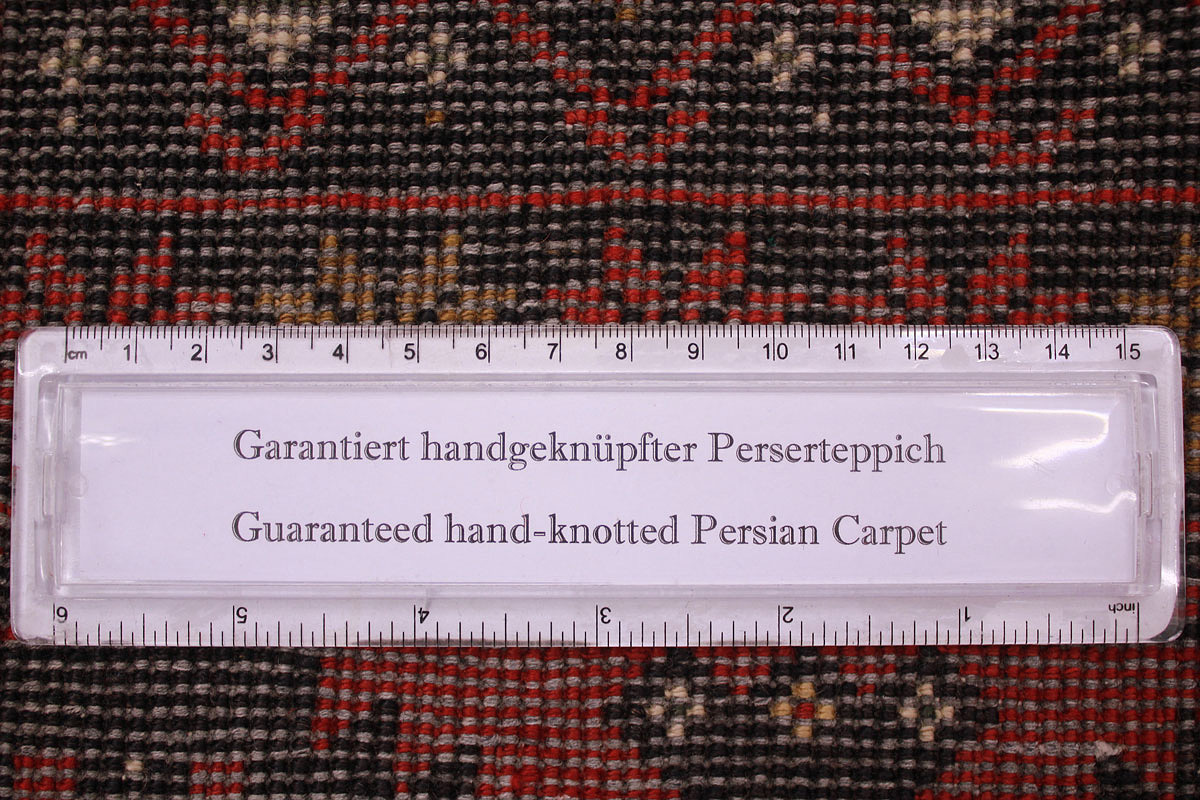 cm 1 2 3 4 5 6 7 8 9 10 11 12 13 14 15
Garantiert handgeknüpfter Perserteppich
Guaranteed hand-knotted Persian Carpet
6 5 4 3 2 1 inch